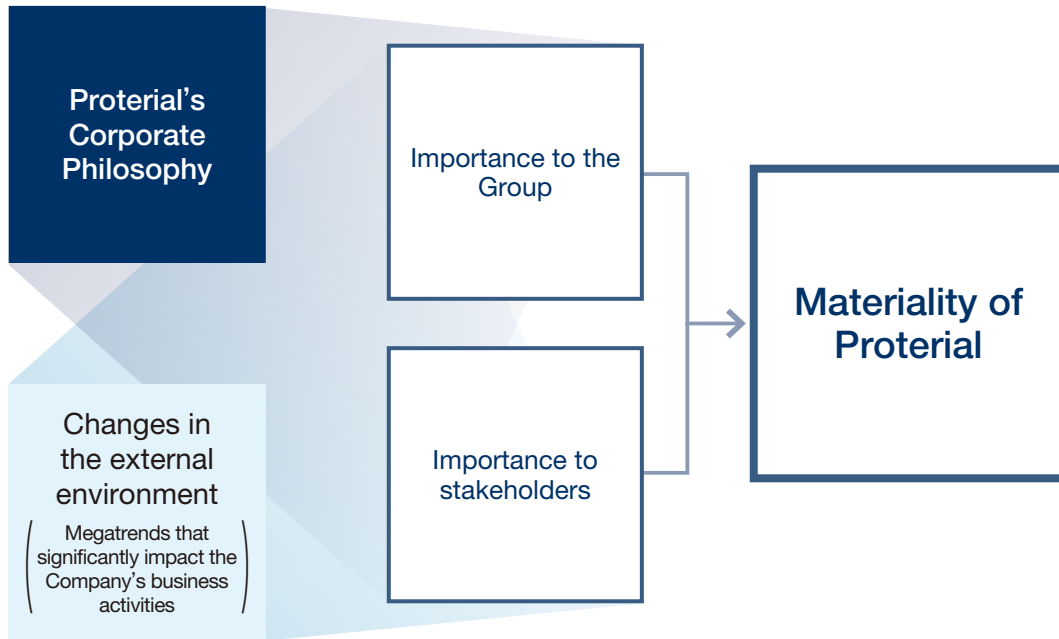 Proterial’s
Corporate
Philosophy
Changes in
the external
environment
Megatrends that
significantly impact the
Company’s business
activities
Importance to the
Group
Importance to
stakeholders
Materiality of
Proterial